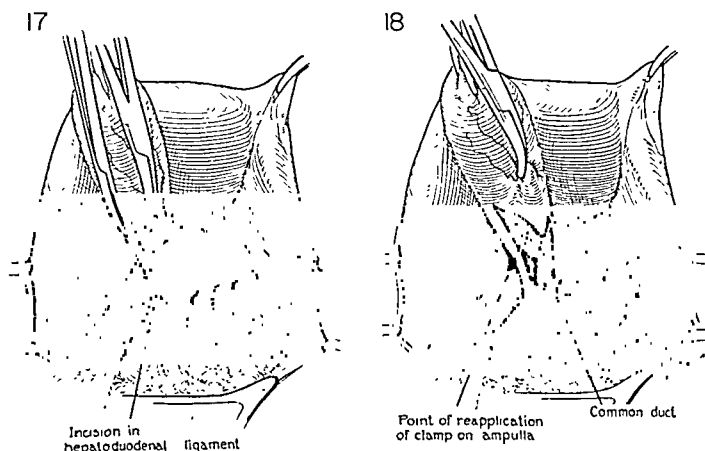 17
18
Incision in
hepatoduodenal ligament
Point of reapplication
of clamp on ampulla
Common duct